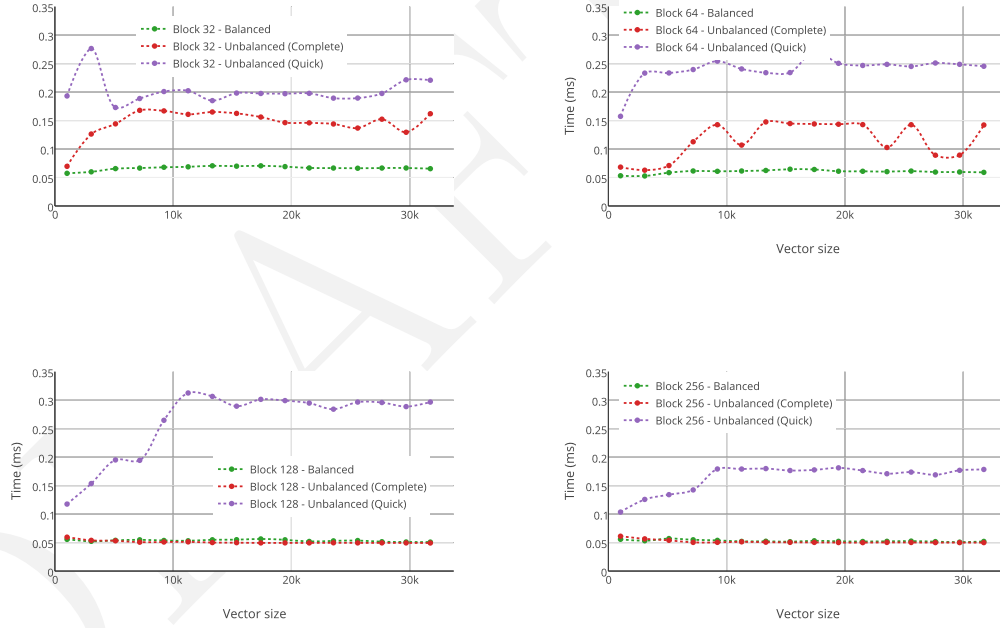 0.35
0.3
0.25
0.2
0.15
0.1
0.05
0
0
10k
20k
30k
Block 32 - Balanced
Block 32 - Unbalanced (Complete)
Block 32 - Unbalanced (Quick)
0.35
0.3
0.25
0.2
0.15
0.1
0.05
0
0
10k
20k
30k
Time (ms)
Vector size
Block 64 - Balanced
Block 64 - Unbalanced (Complete)
Block 64 - Unbalanced (Quick)
0.35
0.3
0.25
0.2
0.15
0.1
0.05
0
0
10k
20k
30k
Time (ms)
Vector size
Block 128 - Balanced
Block 128 - Unbalanced (Complete)
Block 128 - Unbalanced (Quick)
0.35
0.3
0.25
0.2
0.15
0.1
0.05
0
0
10k
20k
30k
Time (ms)
Vector size
Block 256 - Balanced
Block 256 - Unbalanced (Complete)
Block 256 - Unbalanced (Quick)